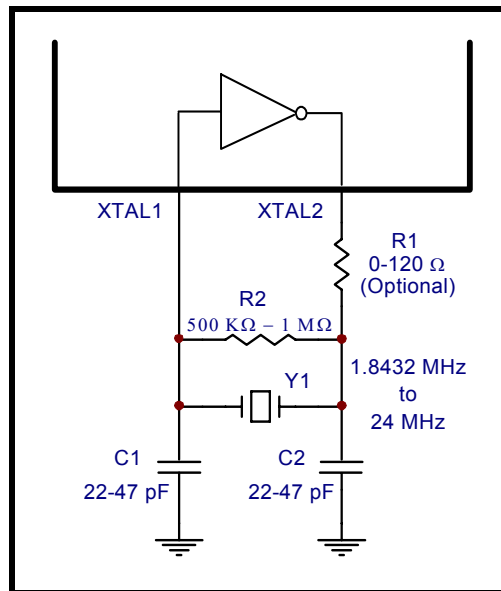 XTAL1
XTAL2
R1
0-120 Ω
(Optional)
R2
500 KΩ – 1 MΩ
Y1
1.8432 MHz
to
24 MHz
C1
22-47 pF
C2
22-47 pF